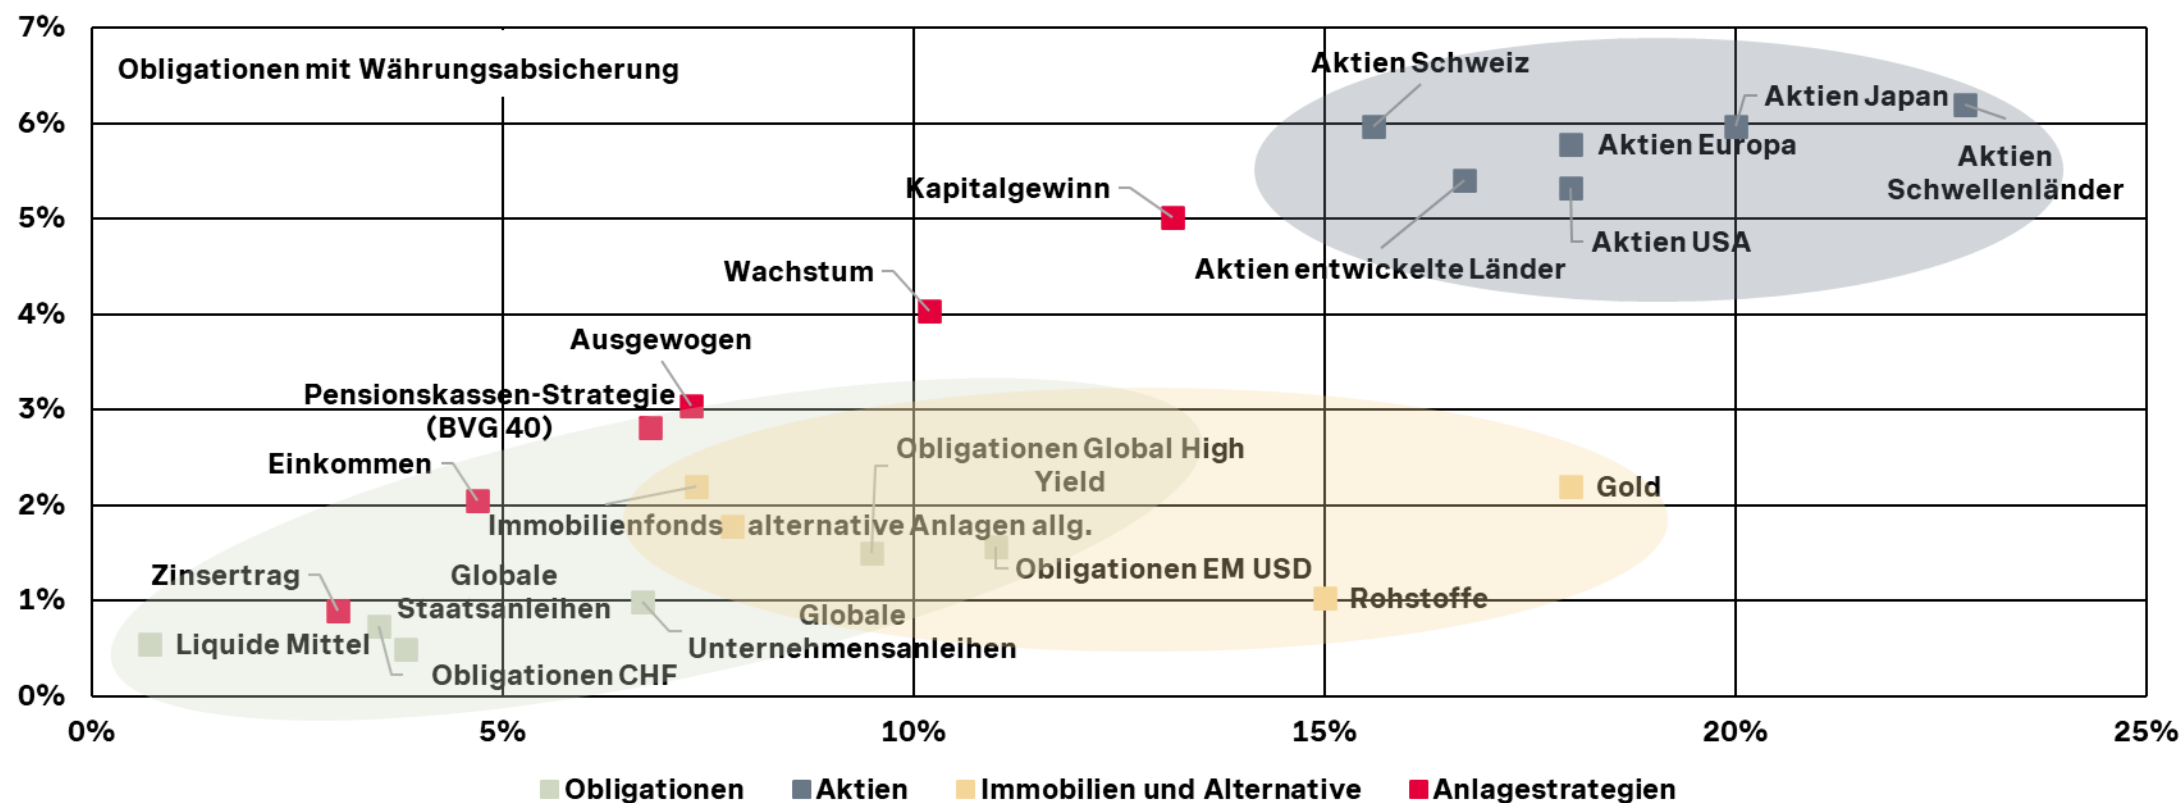 7%
Obligationen mit Währungsabsicherung
Aktien Schweiz
Aktien Japan
6%
Aktien Europa
Aktien
Schwellenländer
Kapitalgewinn
5%
Aktien USA
Aktien entwickelte Länder
Wachstum
4%
Ausgewogen
Pensionskassen-Strategie
(BVG 40)
3%
Obligationen Global High
Yield
Einkommen
Gold
2%
Immobilienfonds
alternative Anlagen allg.
Obligationen EM USD
Zinsertrag
Globale
Staatsanleihen
1%
Rohstoffe
Globale
Unternehmensanleihen
Liquide Mittel
Obligationen CHF
0%
0% 5% 10% 15% 20% 25%
Obligationen Aktien Immobilien und Alternative Anlagestrategien